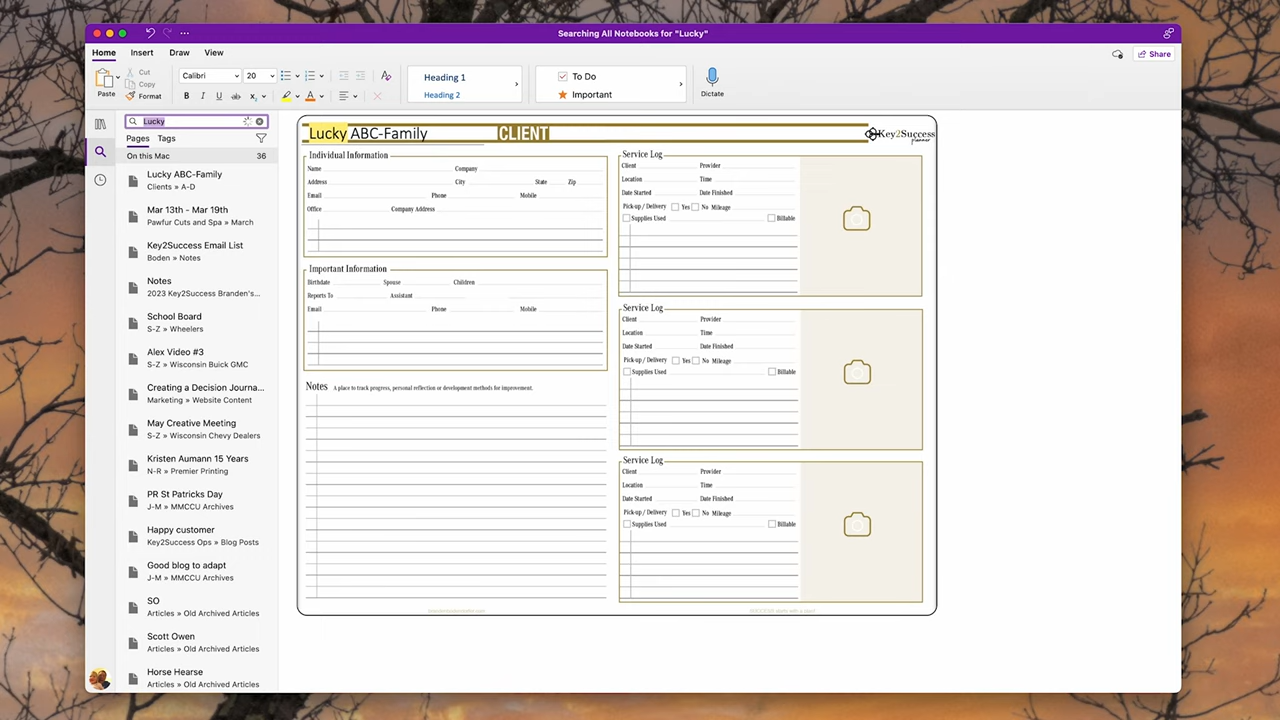 Searching All Notebooks for "Lucky"
Home Insert Draw View
Share
Paste
Cut
Copy
Format
Calibri 20
B I U ab x
A
Heading 1
Heading 2
To Do
Important
Dictate
Lucky
Pages Tags
On this Mac 36
Lucky ABC-Family
Clients » A-D
Mar 13th - Mar 19th
Pawfur Cuts and Spa » March
Key2Success Email List
Boden » Notes
Notes
2023 Key2Success Branden's...
School Board
S-Z » Wheelers
Alex Video #3
S-Z » Wisconsin Buick GMC
Creating a Decision Journa...
Marketing » Website Content
May Creative Meeting
S-Z » Wisconsin Chevy Dealers
Kristen Aumann 15 Years
N-R » Premier Printing
PR St Patricks Day
J-M » MMCCU Archives
Happy customer
Key2Success Ops » Blog Posts
Good blog to adapt
J-M » MMCCU Archives
SO
Articles » Old Archived Articles
Scott Owen
Articles » Old Archived Articles
Horse Hearse
Articles » Old Archived Articles
Lucky ABC-Family CLIENT
Key2Success
planner
Individual Information
Name Company
Address City State Zip
Email Phone Mobile
Office Company Address
Important Information
Birthdate Spouse Children
Reports To Assistant
Email Phone Mobile
Notes A place to track progress, personal reflection or development methods for improvement.
Service Log
Client Provider
Location Time
Date Started Date Finished
Pick-up / Delivery Yes No Mileage
Supplies Used Billable
Service Log
Client Provider
Location Time
Date Started Date Finished
Pick-up / Delivery Yes No Mileage
Supplies Used Billable
Service Log
Client Provider
Location Time
Date Started Date Finished
Pick-up / Delivery Yes No Mileage
Supplies Used Billable